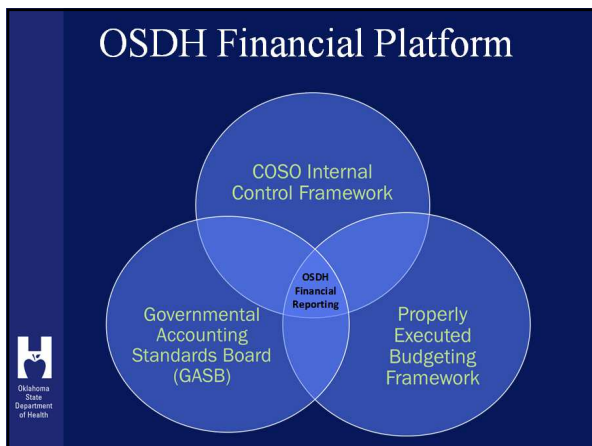 OSDH Financial Platform
COSO Internal
Control Framework
OSDH
Financial
Reporting
Governmental
Accounting
Standards Board
(GASB)
Properly
Executed
Budgeting
Framework
Oklahoma
State
Department
of Health